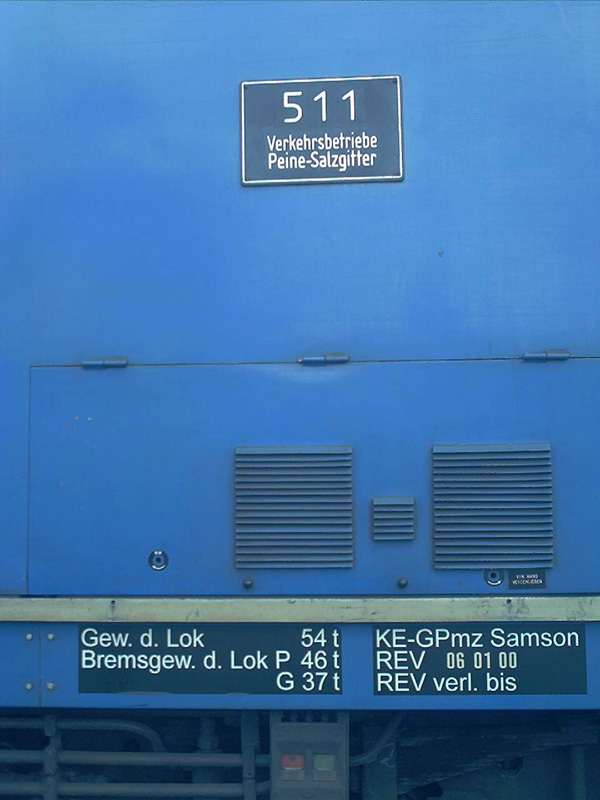 511
Verkehrsbetriebe
Peine-Salzgitter
Gew. d. Lok 54 t
Bremsgew. d. Lok P 46 t
G 37 t
KE-GPmz Samson
REV 06 01 00
REV verl. bis